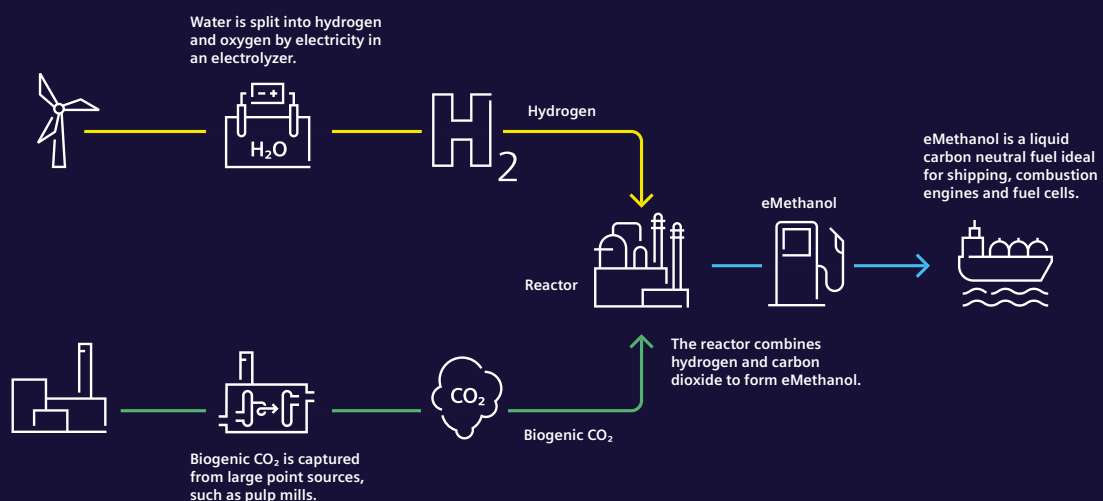 Water is split into hydrogen
and oxygen by electricity in
an electrolyzer.
- +
H₂O
H₂
Hydrogen
eMethanol is a liquid
carbon neutral fuel ideal
for shipping, combustion
engines and fuel cells.
eMethanol
Reactor
The reactor combines
hydrogen and carbon
dioxide to form eMethanol.
CO₂
Biogenic CO₂
Biogenic CO₂ is captured
from large point sources,
such as pulp mills.